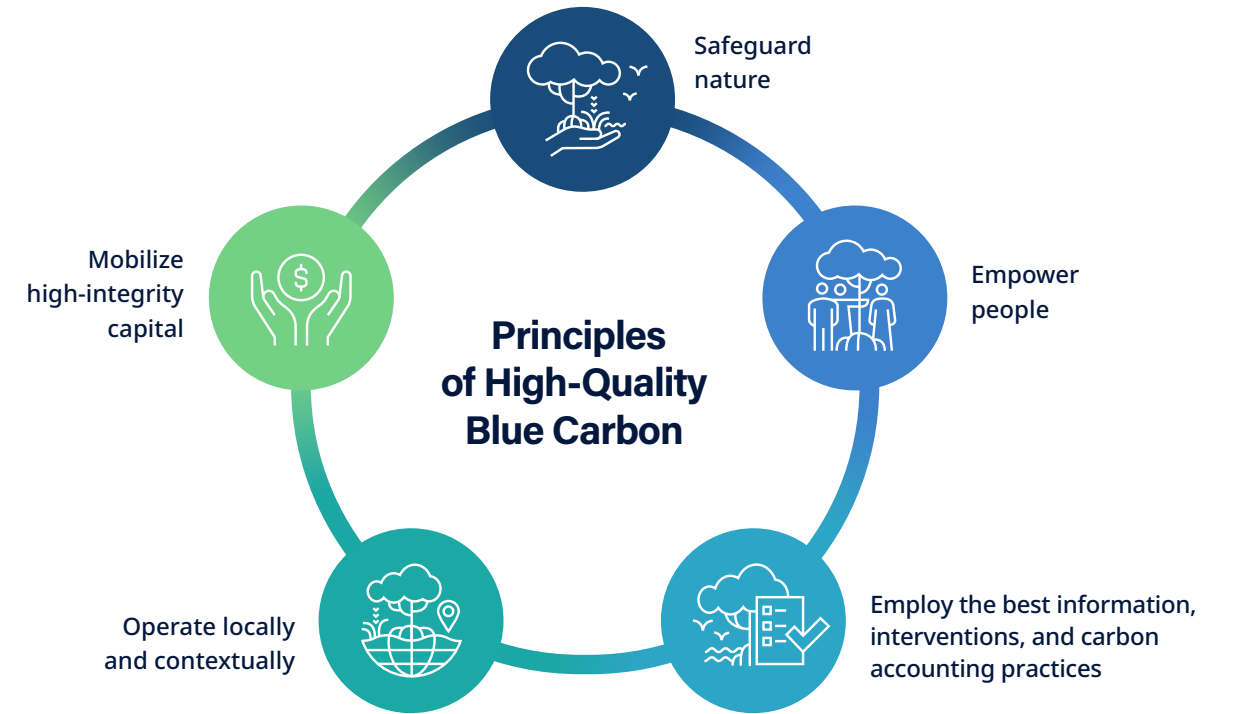 Safeguard
nature
Empower
people
Employ the best information,
interventions, and carbon
accounting practices
Operate locally
and contextually
Mobilize
high-integrity
capital
$
Principles
of High-Quality
Blue Carbon